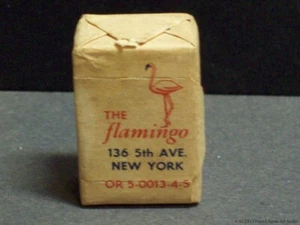 THE
flamingo
136 5th AVE.
NEW YORK
OR 5-0013-4-5